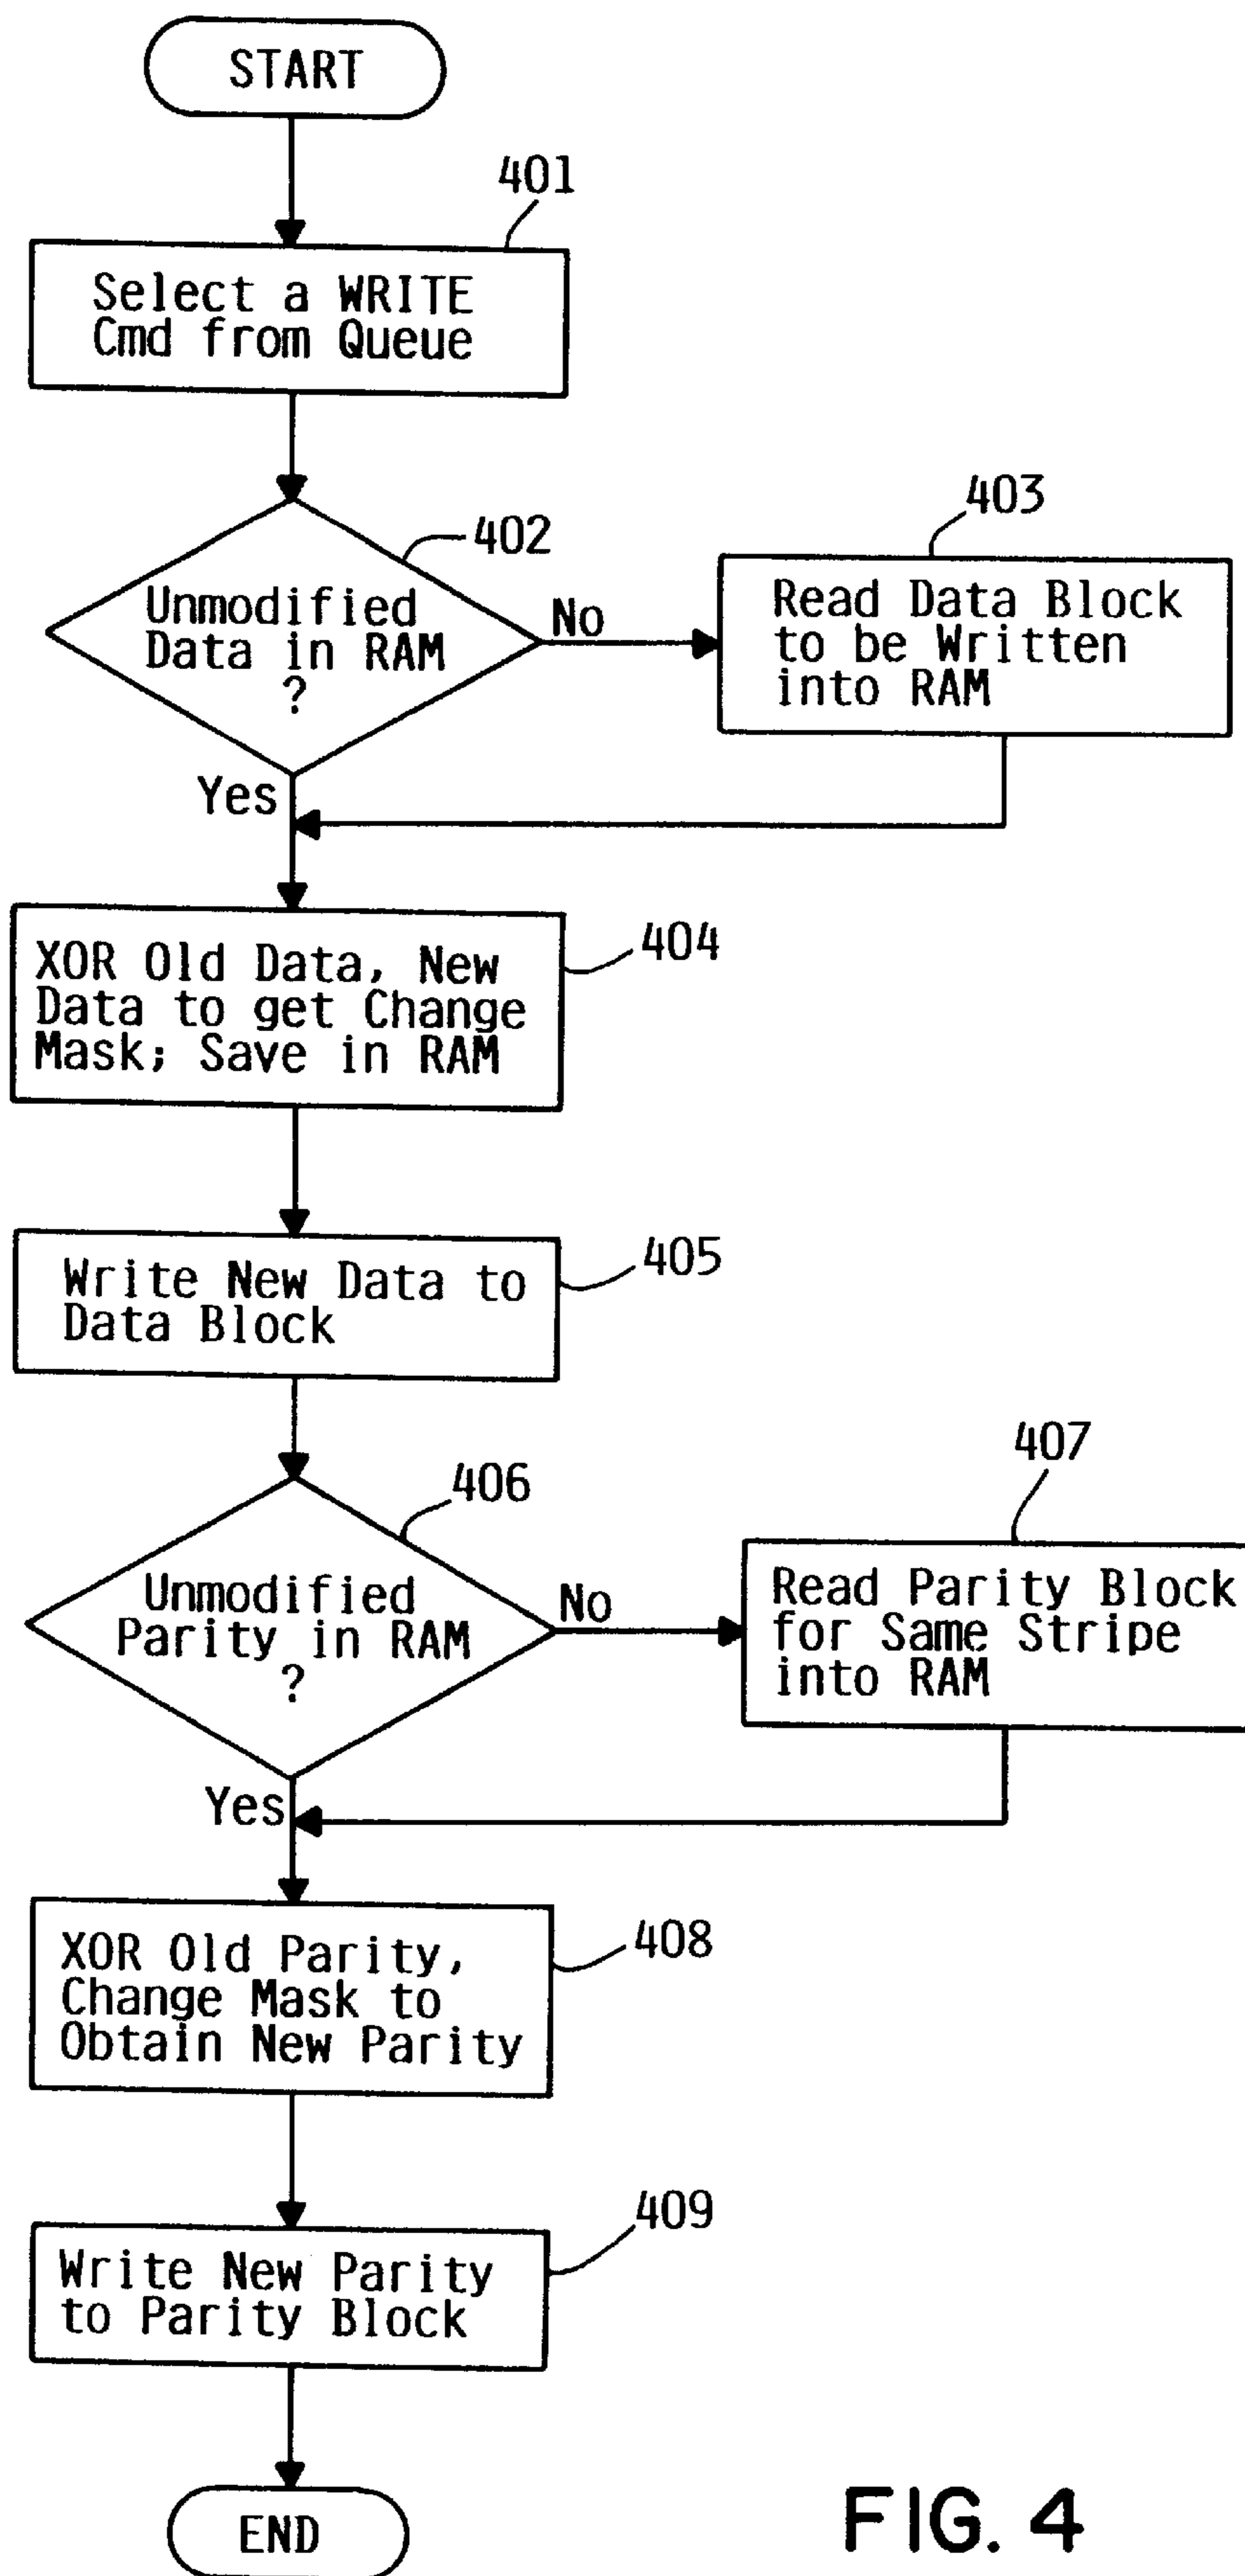 START
401
Select a WRITE
Cmd from Queue
402
Unmodified
Data in RAM
?
No
403
Read Data Block
to be Written
into RAM
Yes
404
XOR Old Data, New
Data to get Change
Mask; Save in RAM
405
Write New Data to
Data Block
406
Unmodified
Parity in RAM
?
No
407
Read Parity Block
for Same Stripe
into RAM
Yes
408
XOR Old Parity,
Change Mask to
Obtain New Parity
409
Write New Parity
to Parity Block
END
FIG. 4